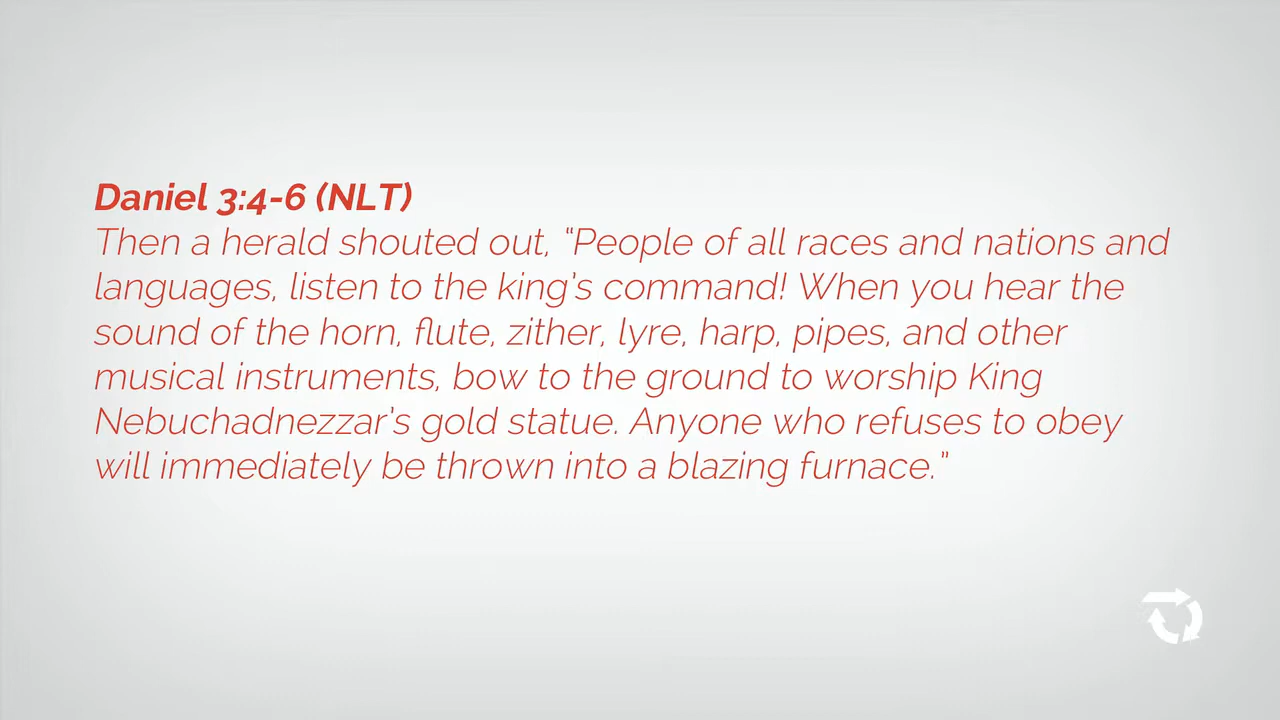 Daniel 3:4-6 (NLT)
Then a herald shouted out, “People of all races and nations and
languages, listen to the king’s command! When you hear the
sound of the horn, flute, zither, lyre, harp, pipes, and other
musical instruments, bow to the ground to worship King
Nebuchadnezzar’s gold statue. Anyone who refuses to obey
will immediately be thrown into a blazing furnace.”